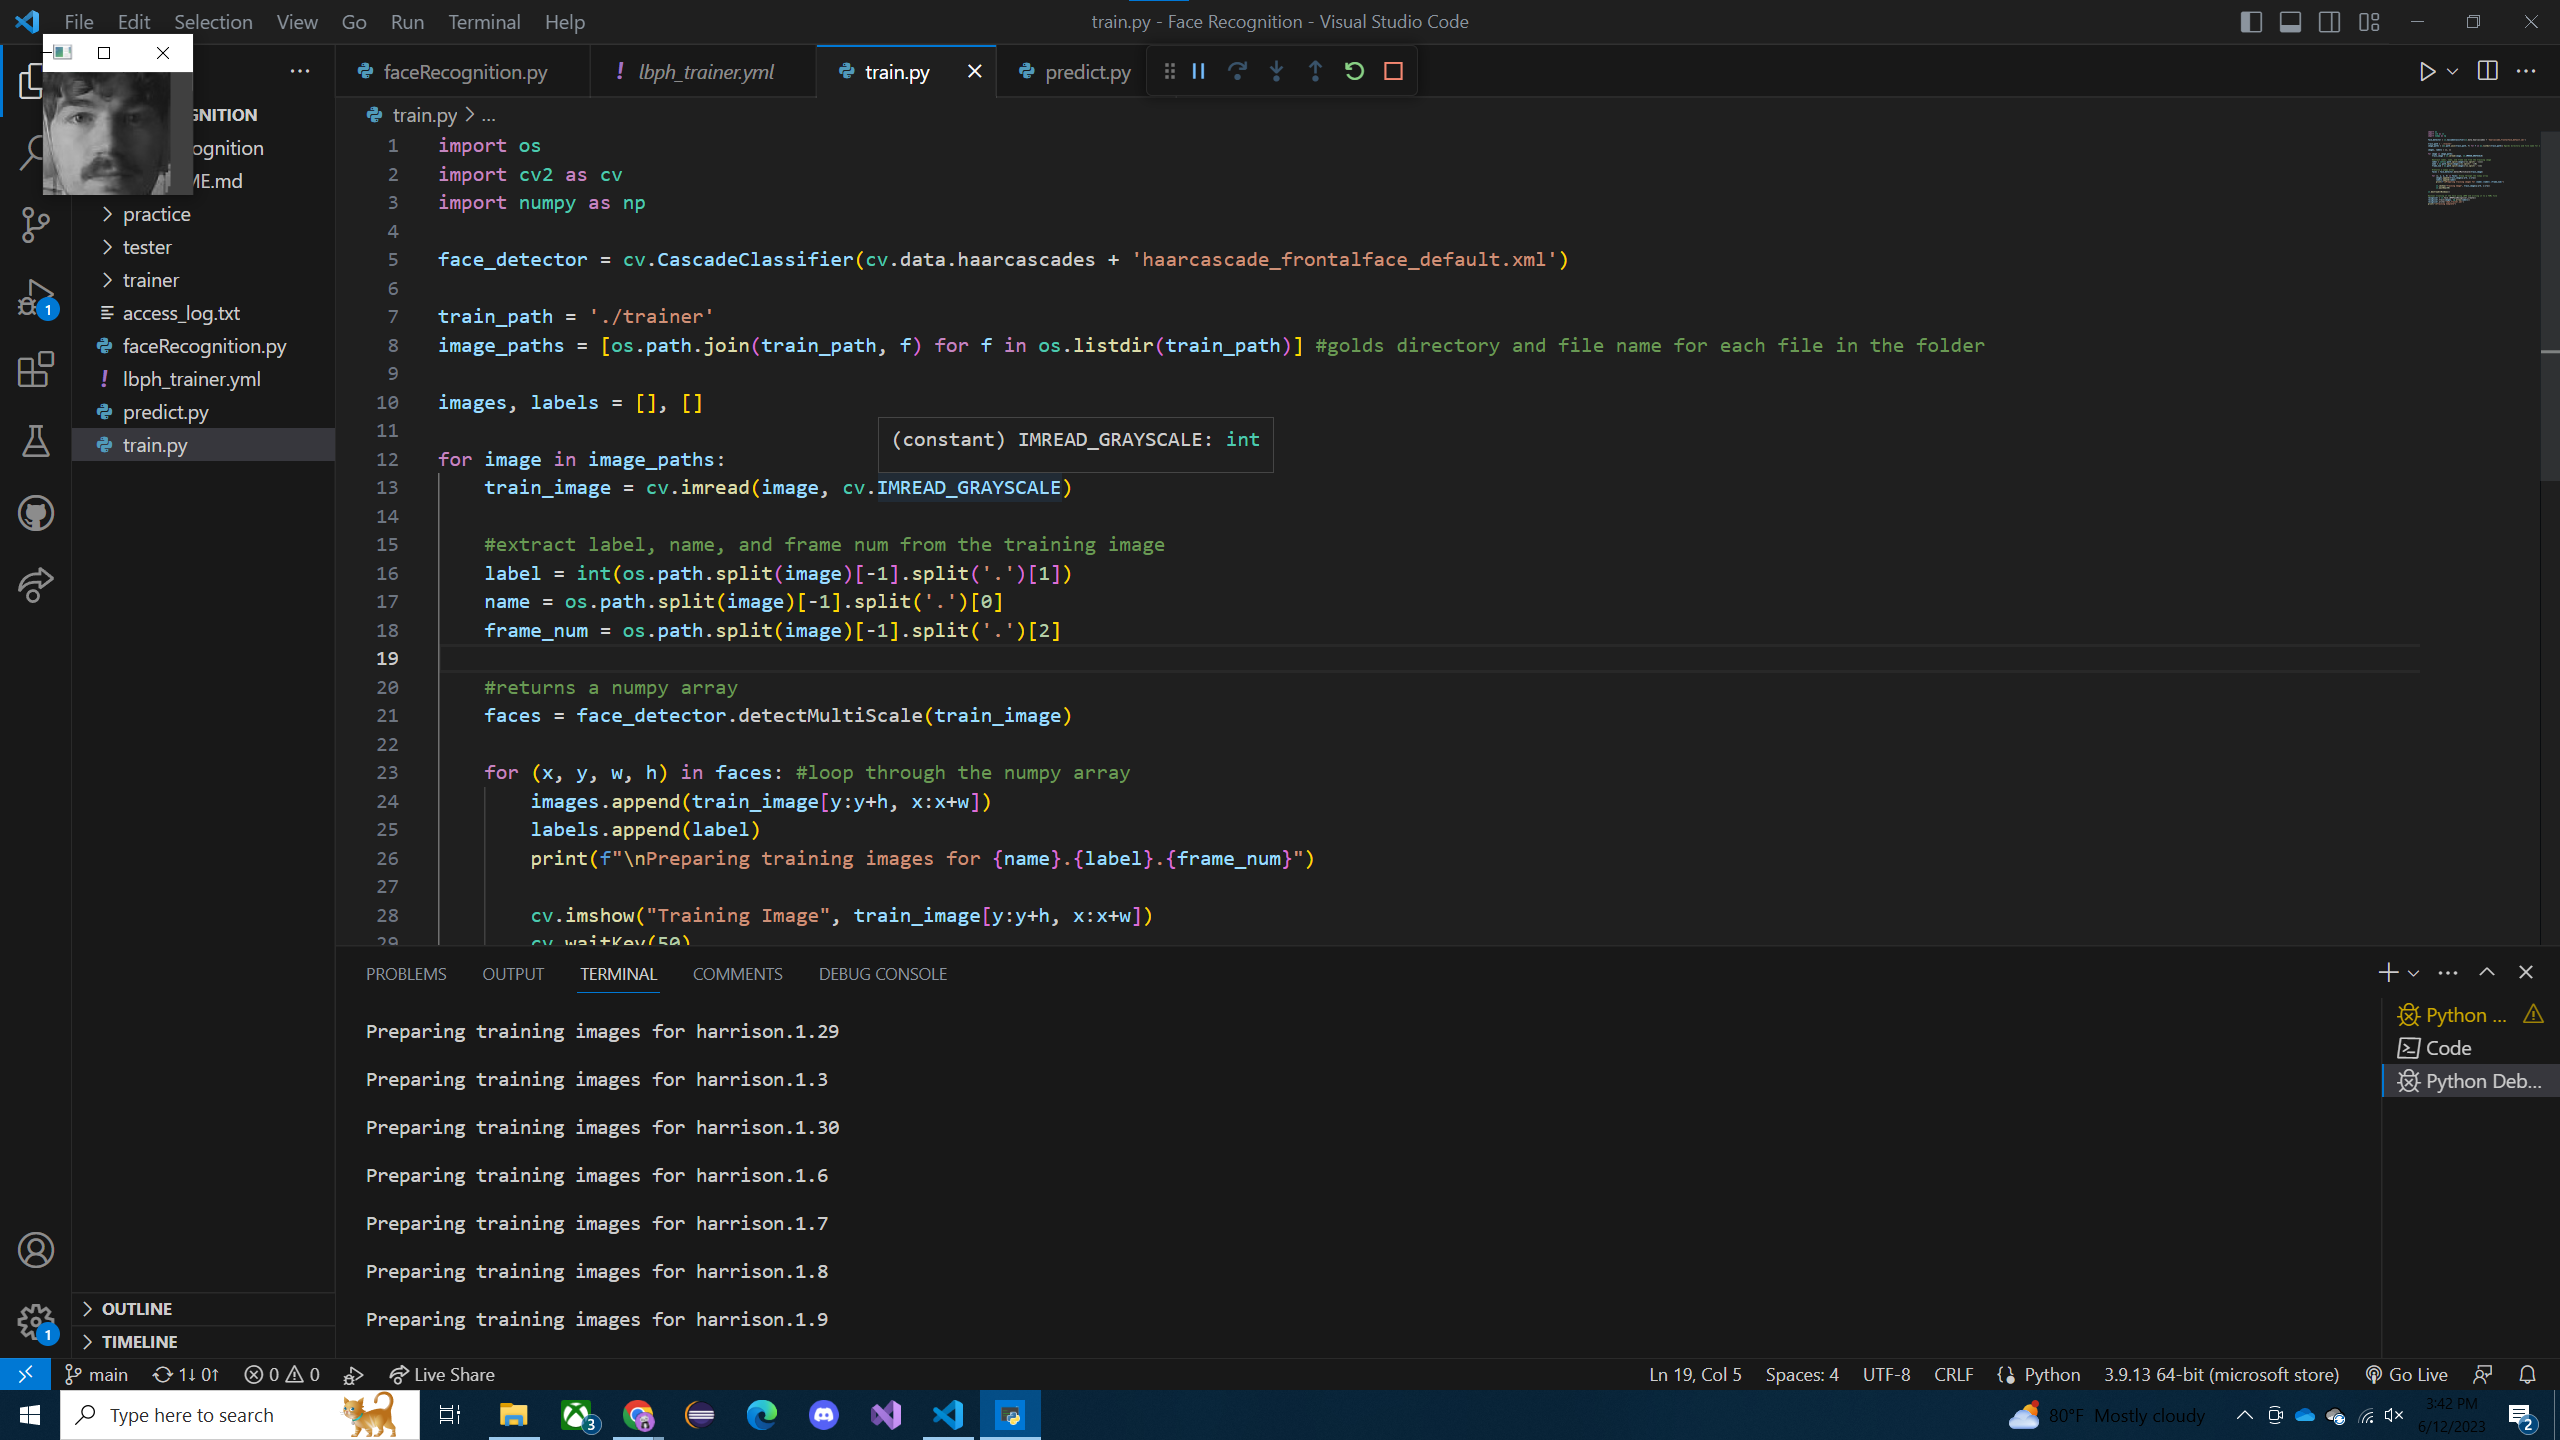 File Edit Selection View Go Run Terminal Help
train.py - Face Recognition - Visual Studio Code
faceRecognition.py
lbph_trainer.yml
train.py
predict.py
GNITION
ognition
ME.md
practice
tester
trainer
access_log.txt
faceRecognition.py
lbph_trainer.yml
predict.py
train.py
OUTLINE
TIMELINE
train.py > ...
1 import os
2 import cv2 as cv
3 import numpy as np
4
5 face_detector = cv.CascadeClassifier(cv.data.haarcascades + 'haarcascade_frontalface_default.xml')
6
7 train_path = './trainer'
8 image_paths = [os.path.join(train_path, f) for f in os.listdir(train_path)] #golds directory and file name for each file in the folder
9
10 images, labels = [], []
11
(constant) IMREAD_GRAYSCALE: int
12 for image in image_paths:
13 train_image = cv.imread(image, cv.IMREAD_GRAYSCALE)
14
15 #extract label, name, and frame num from the training image
16 label = int(os.path.split(image)[-1].split('.')[1])
17 name = os.path.split(image)[-1].split('.')[0]
18 frame_num = os.path.split(image)[-1].split('.')[2]
19
20 #returns a numpy array
21 faces = face_detector.detectMultiScale(train_image)
22
23 for (x, y, w, h) in faces: #loop through the numpy array
24 images.append(train_image[y:y+h, x:x+w])
25 labels.append(label)
26 print(f"\nPreparing training images for {name}.{label}.{frame_num}")
27
28 cv.imshow("Training Image", train_image[y:y+h, x:x+w])
29 cv.waitKey(50)
PROBLEMS OUTPUT TERMINAL COMMENTS DEBUG CONSOLE
Preparing training images for harrison.1.29
Preparing training images for harrison.1.3
Preparing training images for harrison.1.30
Preparing training images for harrison.1.6
Preparing training images for harrison.1.7
Preparing training images for harrison.1.8
Preparing training images for harrison.1.9
Python ...
Code
Python Deb...
1
1
main 1↓ 0↑ 0 0 Live Share
Ln 19, Col 5 Spaces: 4 UTF-8 CRLF Python 3.9.13 64-bit (microsoft store) Go Live
Type here to search
3
80°F Mostly cloudy
3:42 PM
6/12/2023
2